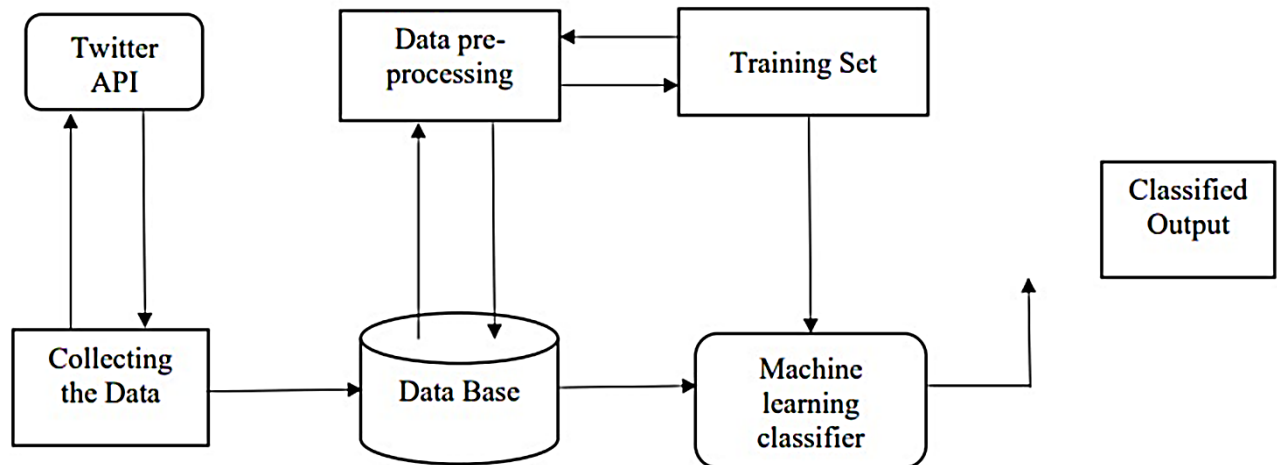 Twitter
API
Data pre-
processing
Training Set
Classified
Output
Collecting
the Data
Data Base
Machine
learning
classifier